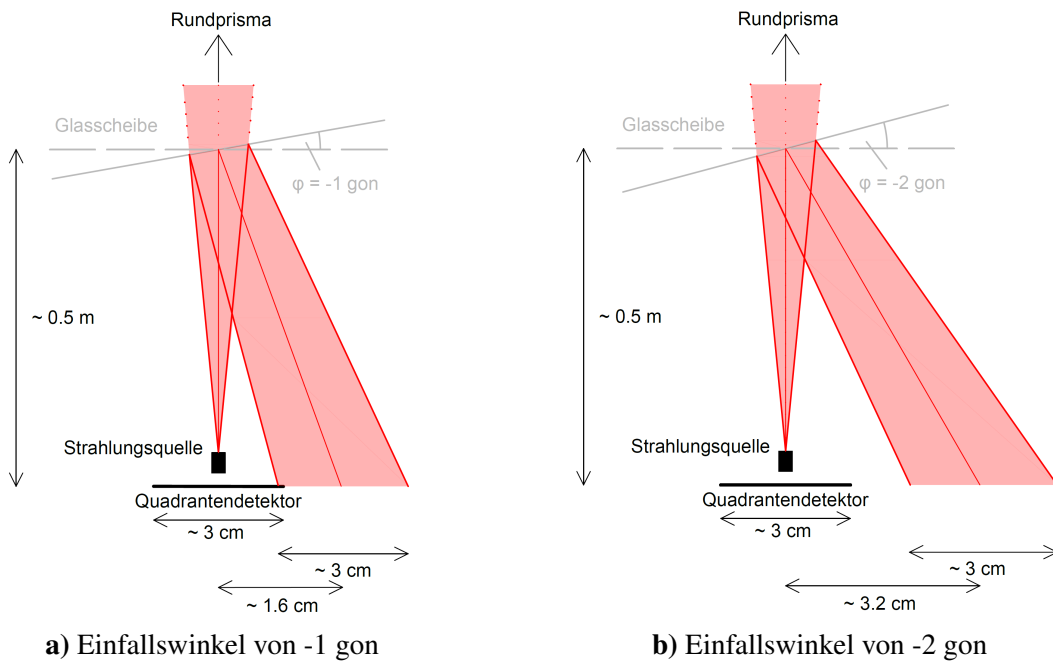 Rundprisma
Glasscheibe
φ = -1 gon
~ 0.5 m
Strahlungsquelle
Quadrantendetektor
~ 3 cm
~ 3 cm
~ 1.6 cm
a) Einfallswinkel von -1 gon
Rundprisma
Glasscheibe
φ = -2 gon
~ 0.5 m
Strahlungsquelle
Quadrantendetektor
~ 3 cm
~ 3 cm
~ 3.2 cm
b) Einfallswinkel von -2 gon